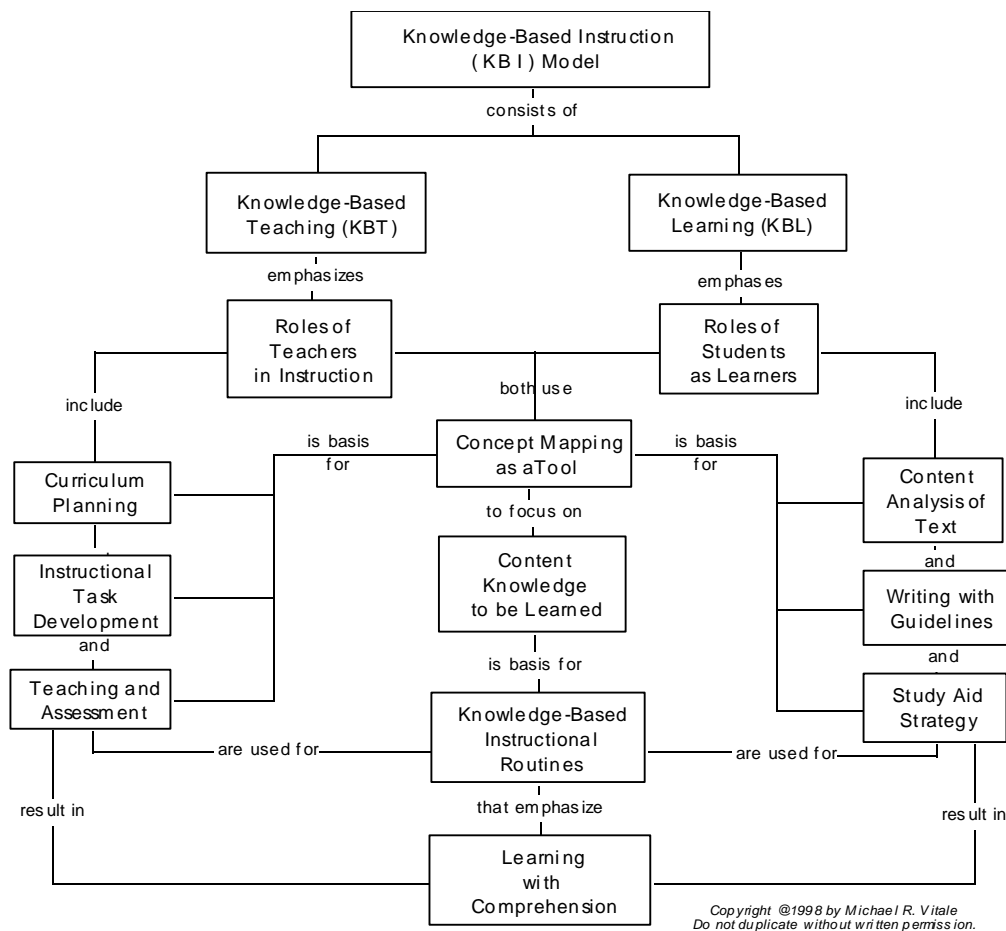 Knowledge-Based Instruction
(KBI) Model
consists of
Knowledge-Based
Teaching (KBT)
Knowledge-Based
Learning (KBL)
emphasizes
emphases
Roles of
Teachers
in Instruction
Roles of
Students
as Learners
both use
include
include
is basis
for
Concept Mapping
as a Tool
is basis
for
Curriculum
Planning
Content
Analysis of
Text
to focus on
and
Instructional
Task
Development
Content
Knowledge
to be Learned
Writing with
Guidelines
and
and
is basis for
Teaching and
Assessment
Study Aid
Strategy
Knowledge-Based
Instructional
Routines
are used for
are used for
that emphasize
result in
result in
Learning
with
Comprehension
Copyright @1998 by Michael R. Vitale
Do not duplicate without written permission.